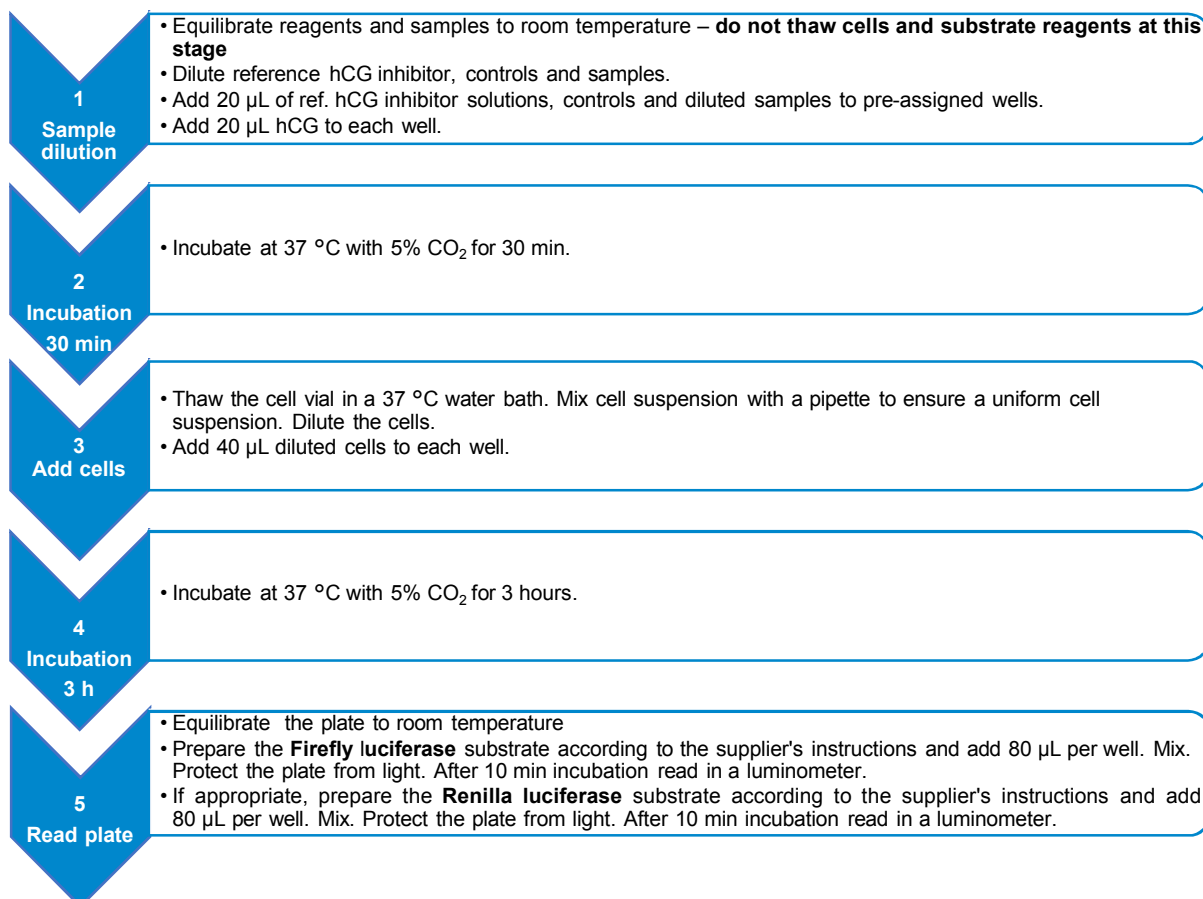 1
Sample
dilution
• Equilibrate reagents and samples to room temperature – do not thaw cells and substrate reagents at this
stage
• Dilute reference hCG inhibitor, controls and samples.
• Add 20 µL of ref. hCG inhibitor solutions, controls and diluted samples to pre-assigned wells.
• Add 20 µL hCG to each well.
2
Incubation
30 min
• Incubate at 37 °C with 5% CO₂ for 30 min.
3
Add cells
• Thaw the cell vial in a 37 °C water bath. Mix cell suspension with a pipette to ensure a uniform cell
suspension. Dilute the cells.
• Add 40 µL diluted cells to each well.
4
Incubation
3 h
• Incubate at 37 °C with 5% CO₂ for 3 hours.
5
Read plate
• Equilibrate the plate to room temperature
• Prepare the Firefly luciferase substrate according to the supplier's instructions and add 80 µL per well. Mix.
Protect the plate from light. After 10 min incubation read in a luminometer.
• If appropriate, prepare the Renilla luciferase substrate according to the supplier's instructions and add
80 µL per well. Mix. Protect the plate from light. After 10 min incubation read in a luminometer.